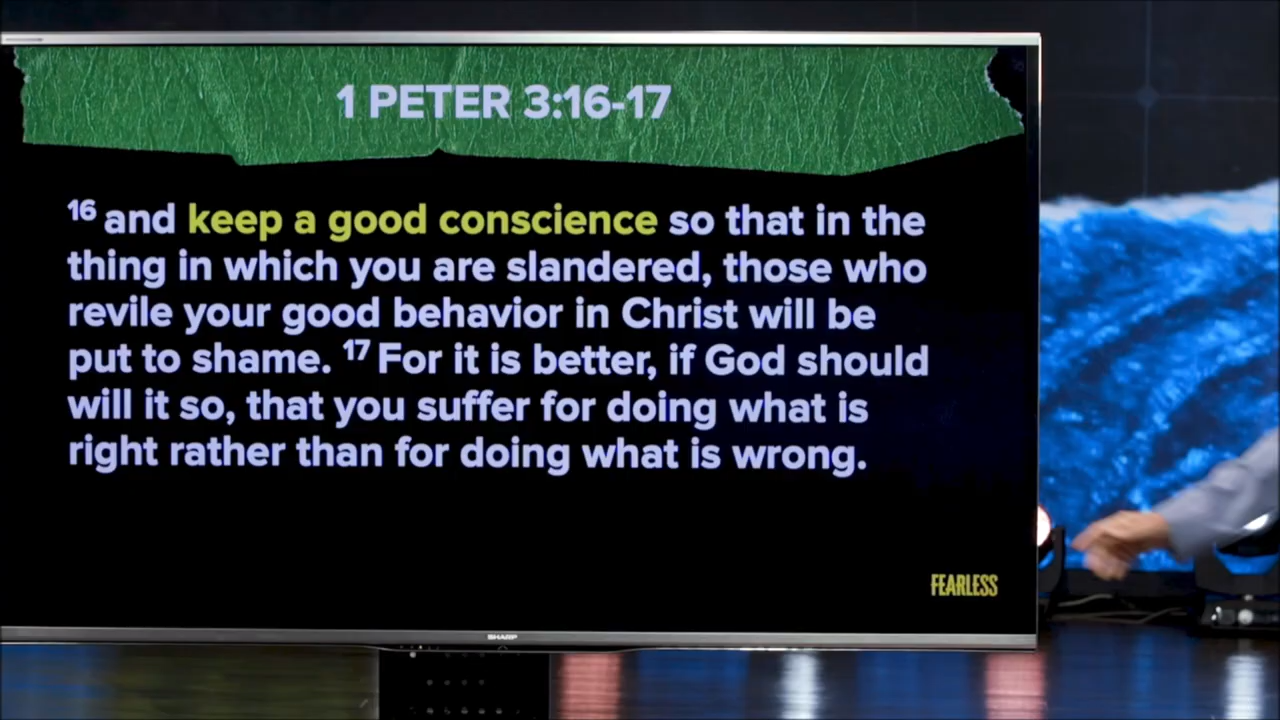 1 PETER 3:16-17
16 and keep a good conscience so that in the
thing in which you are slandered, those who
revile your good behavior in Christ will be
put to shame. 17 For it is better, if God should
will it so, that you suffer for doing what is
right rather than for doing what is wrong.
FEARLESS
SHARP